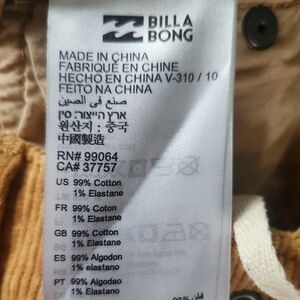 BILLA
BONG
MADE IN CHINA
FABRIQUÉ EN CHINE
HECHO EN CHINA V-310 / 10
FEITO NA CHINA
صنع في الصين
ארץ הייצור: סין
원산지 : 중국
中國製造
RN# 99064
CA# 37757
US 99% Cotton
1% Elastane
FR 99% Coton
1% Elastane
GB 99% Cotton
1% Elastane
ES 99% Algodon
1% elastano
PT 99% Algodao
1% Elastano
99% قطن